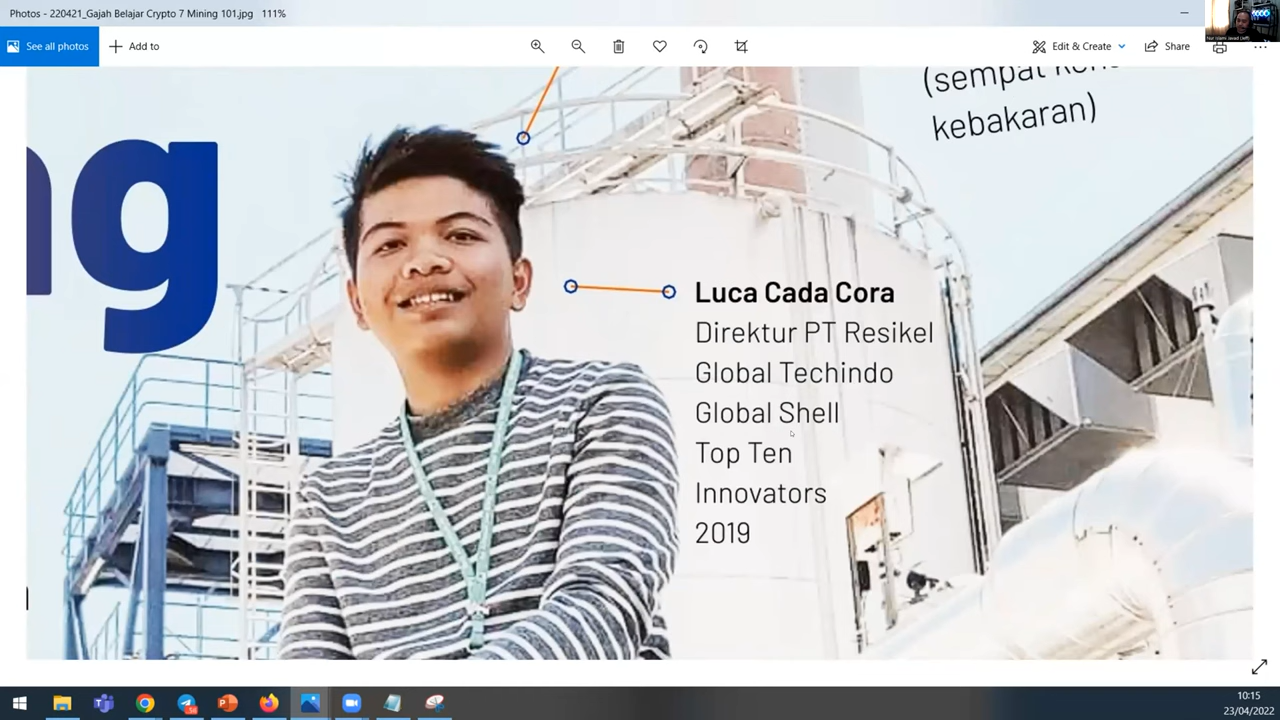 Photos - 220421_Gajah Belajar Crypto 7 Mining 101.jpg 111%
See all photos
Add to
Edit & Create
Share
(sempat
kebakaran)
ng
Luca Cada Cora
Direktur PT Resikel
Global Techindo
Global Shell
Top Ten
Innovators
2019
10:15
23/04/2022